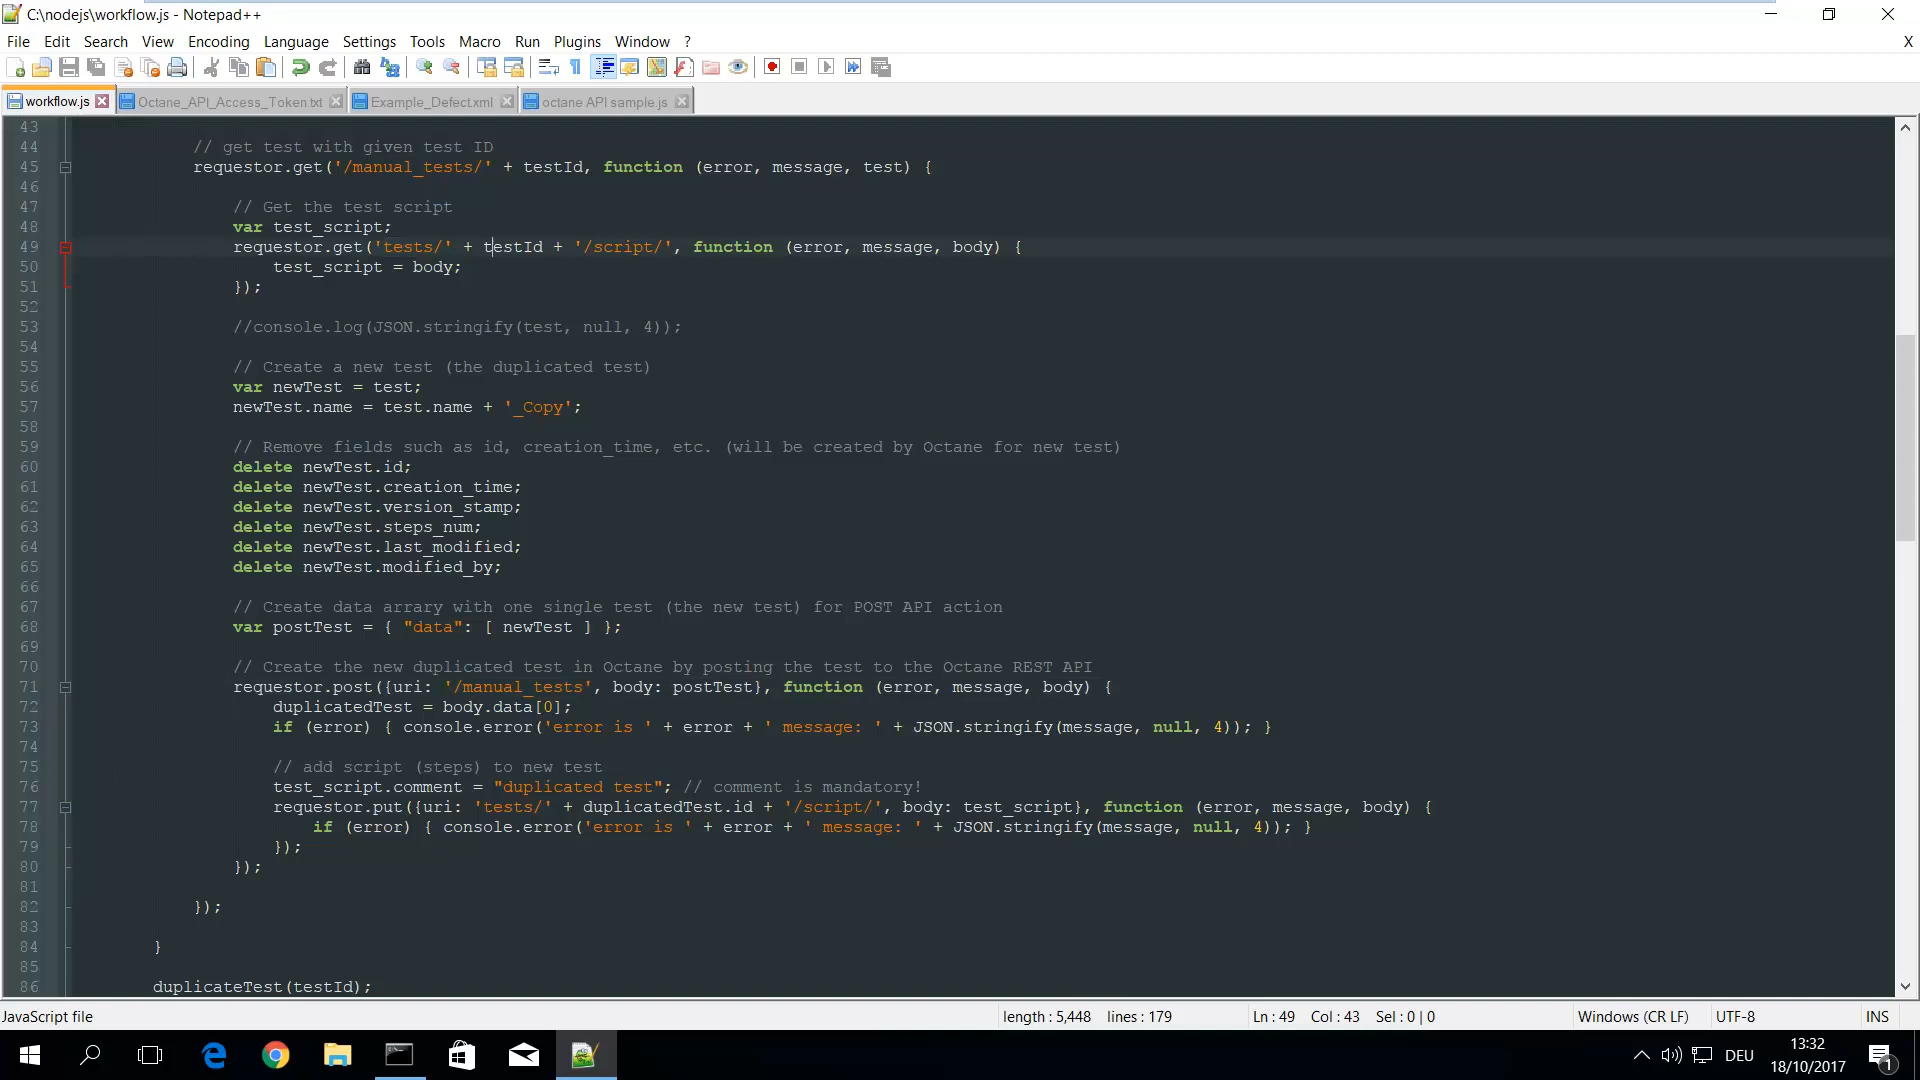 C:\nodejs\workflow.js - Notepad++
File Edit Search View Encoding Language Settings Tools Macro Run Plugins Window ? X
workflow.js Octane_API_Access_Token.txt Example_Defect.xml octane API sample.js
43
44 // get test with given test ID
45 requestor.get('/manual_tests/' + testId, function (error, message, test) {
46
47 // Get the test script
48 var test_script;
49 requestor.get('tests/' + testId + '/script/', function (error, message, body) {
50 test_script = body;
51 });
52
53 //console.log(JSON.stringify(test, null, 4));
54
55 // Create a new test (the duplicated test)
56 var newTest = test;
57 newTest.name = test.name + '_Copy';
58
59 // Remove fields such as id, creation_time, etc. (will be created by Octane for new test)
60 delete newTest.id;
61 delete newTest.creation_time;
62 delete newTest.version_stamp;
63 delete newTest.steps_num;
64 delete newTest.last_modified;
65 delete newTest.modified_by;
66
67 // Create data arrary with one single test (the new test) for POST API action
68 var postTest = { "data": [ newTest ] };
69
70 // Create the new duplicated test in Octane by posting the test to the Octane REST API
71 requestor.post({uri: '/manual_tests', body: postTest}, function (error, message, body) {
72 duplicatedTest = body.data[0];
73 if (error) { console.error('error is ' + error + ' message: ' + JSON.stringify(message, null, 4)); }
74
75 // add script (steps) to new test
76 test_script.comment = "duplicated test"; // comment is mandatory!
77 requestor.put({uri: 'tests/' + duplicatedTest.id + '/script/', body: test_script}, function (error, message, body) {
78 if (error) { console.error('error is ' + error + ' message: ' + JSON.stringify(message, null, 4)); }
79 });
80 });
81
82 });
83
84 }
85
86 duplicateTest(testId);
JavaScript file length : 5,448 lines : 179 Ln : 49 Col : 43 Sel : 0 | 0 Windows (CR LF) UTF-8 INS
DEU 13:32 1
18/10/2017